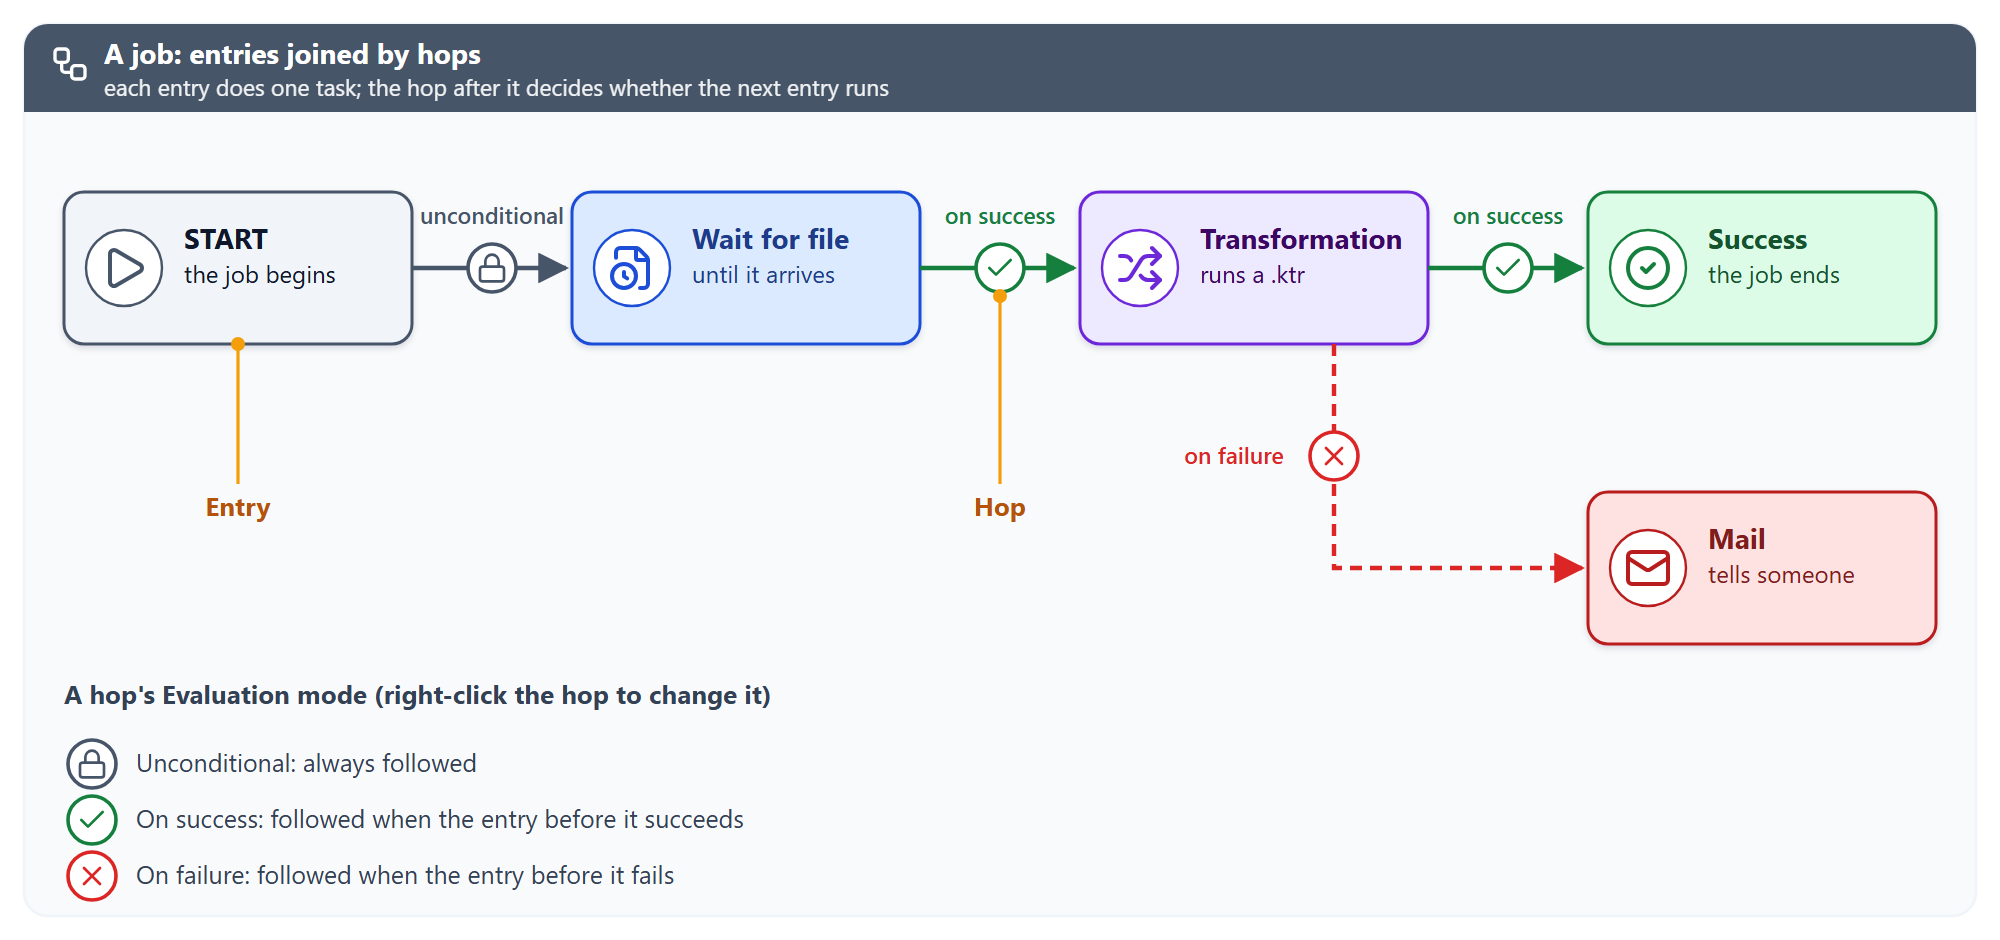 A job: entries joined by hops
each entry does one task; the hop after it decides whether the next entry runs
START
the job begins
unconditional
Wait for file
until it arrives
on success
Transformation
runs a .ktr
on success
Success
the job ends
on failure
Entry
Hop
Mail
tells someone
A hop's Evaluation mode (right-click the hop to change it)
Unconditional: always followed
On success: followed when the entry before it succeeds
On failure: followed when the entry before it fails